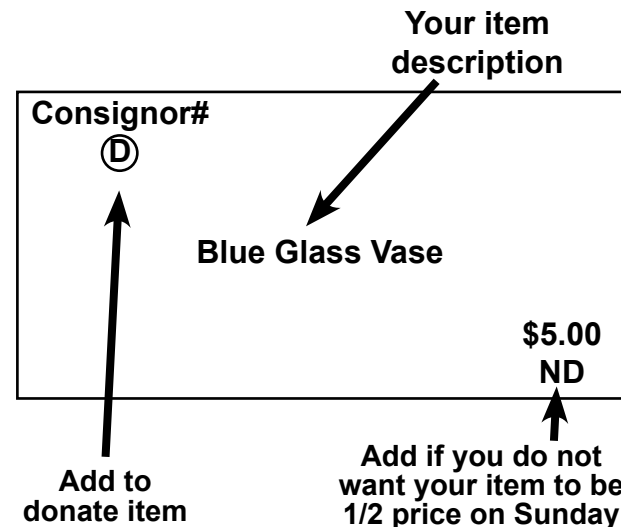 Your item
description
Consignor#
D
Blue Glass Vase
$5.00
ND
Add to
donate item
Add if you do not
want your item to be
1/2 price on Sunday